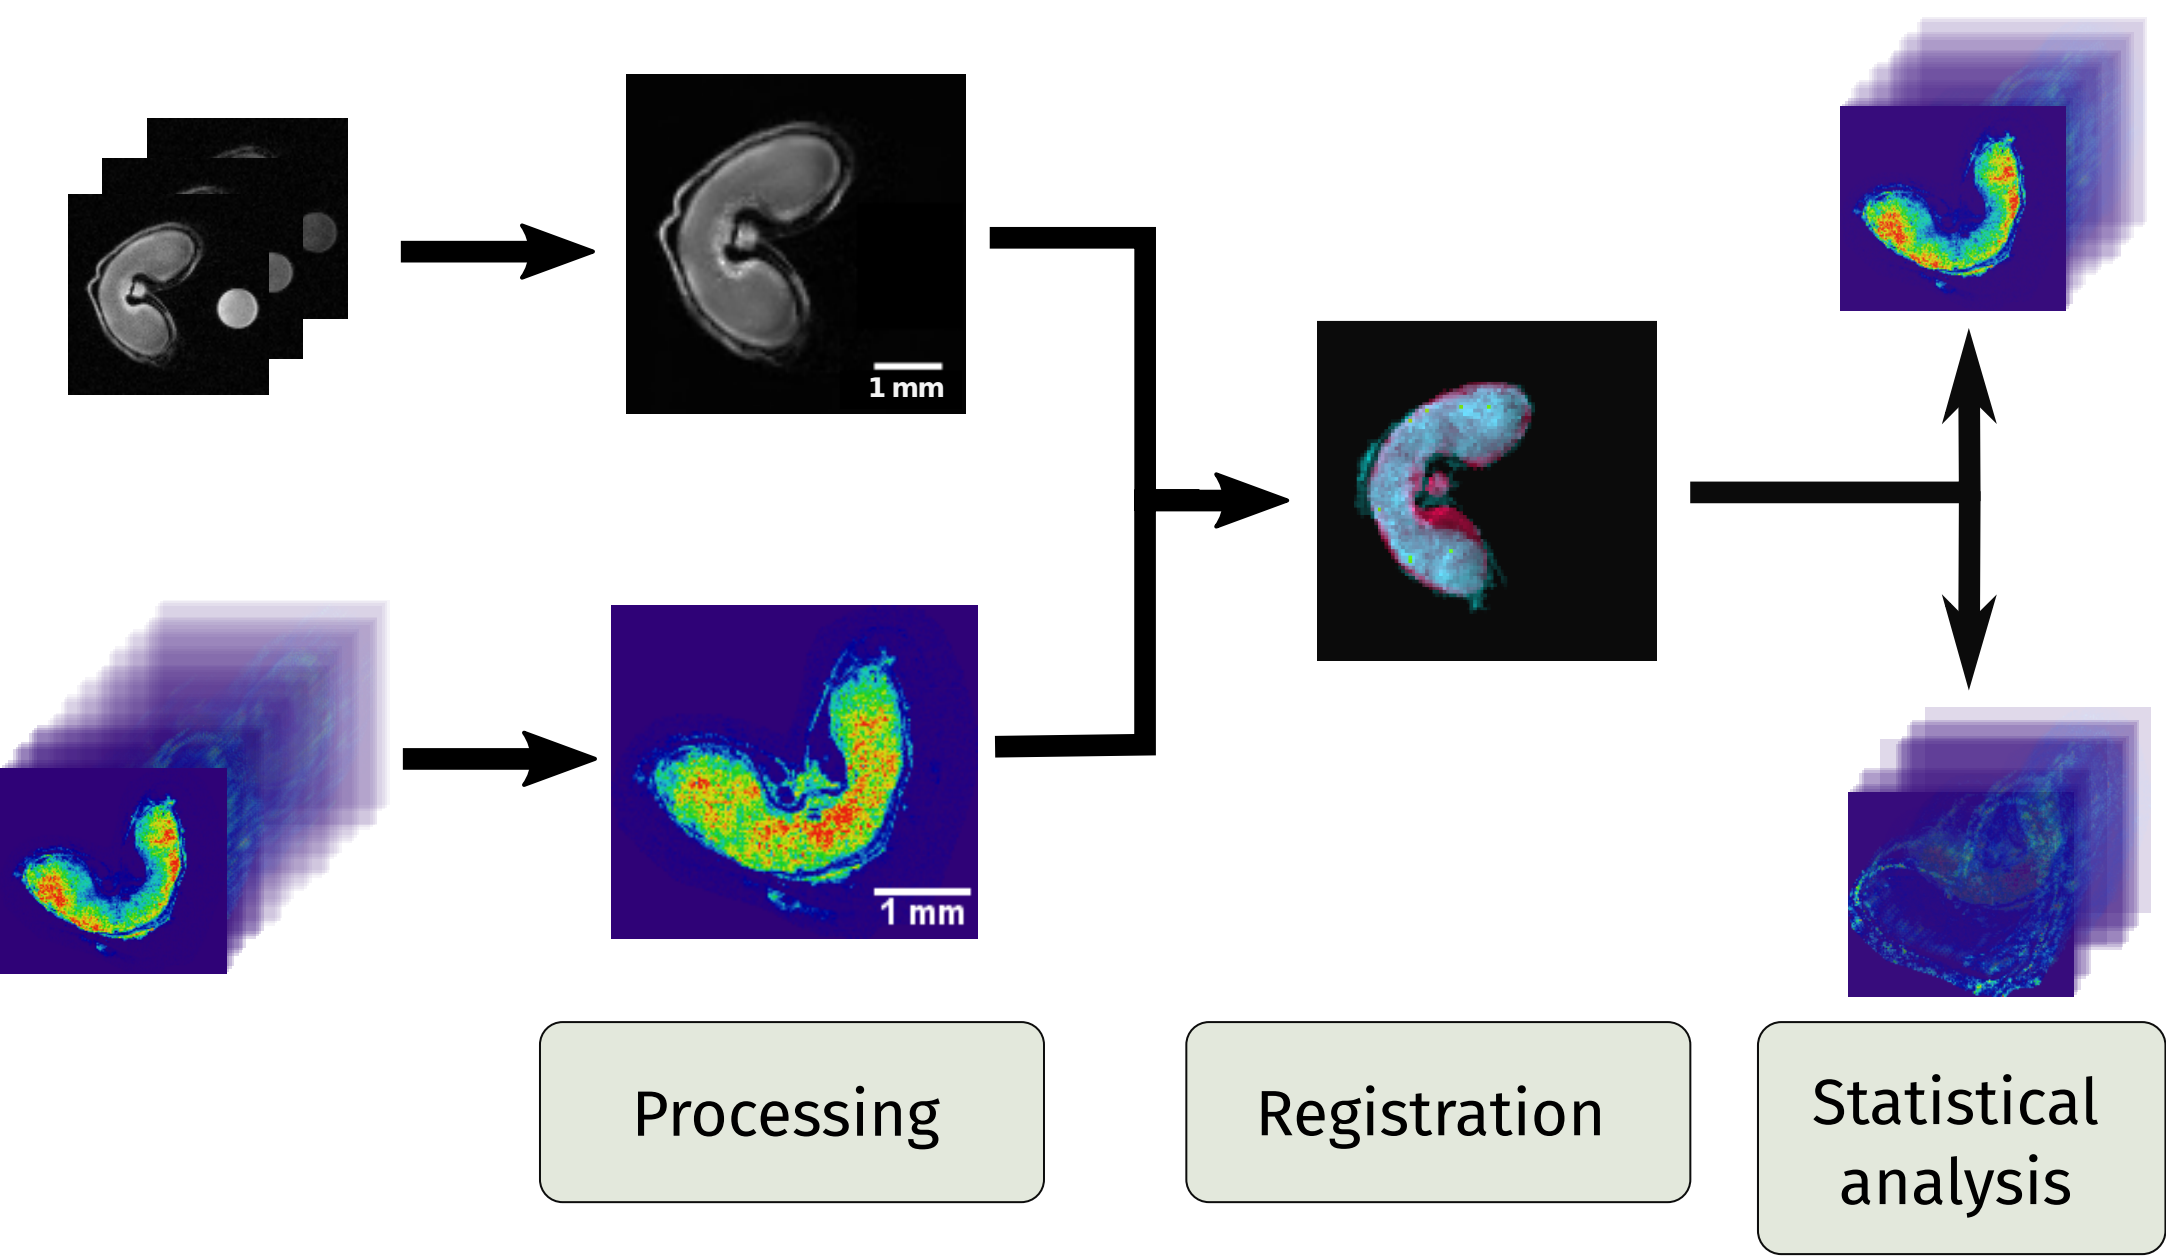 1 mm
1 mm
Processing
Registration
Statistical
analysis